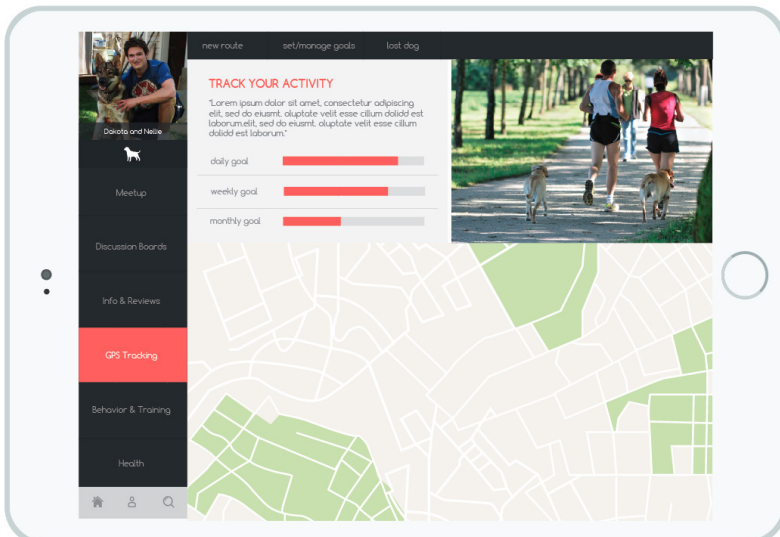 new route
set/manage goals
lost dog
Dakota and Nellie
Meetup
Discussion Boards
Info & Reviews
GPS Tracking
Behavior & Training
Health
TRACK YOUR ACTIVITY
"Lorem ipsum dolor sit amet, consectetur adipiscing
elit, sed do eiusmt, aluptate velit esse cillum dolidd est
laborum.elit, sed do eiusmt, aluptate velit esse cillum
dolidd est laborum."
daily goal
weekly goal
monthly goal